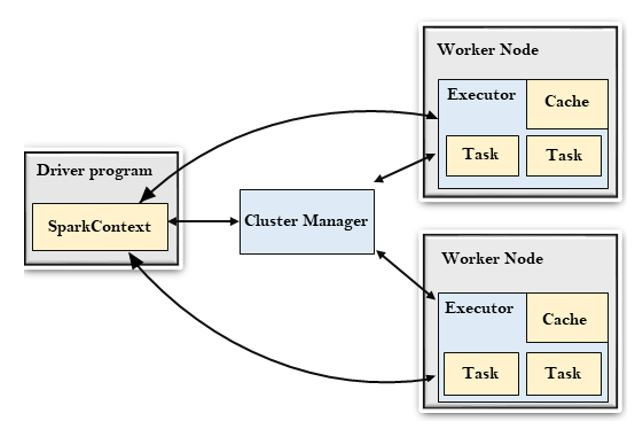 Driver program
SparkContext
Cluster Manager
Worker Node
Executor
Cache
Task
Task
Worker Node
Executor
Cache
Task
Task